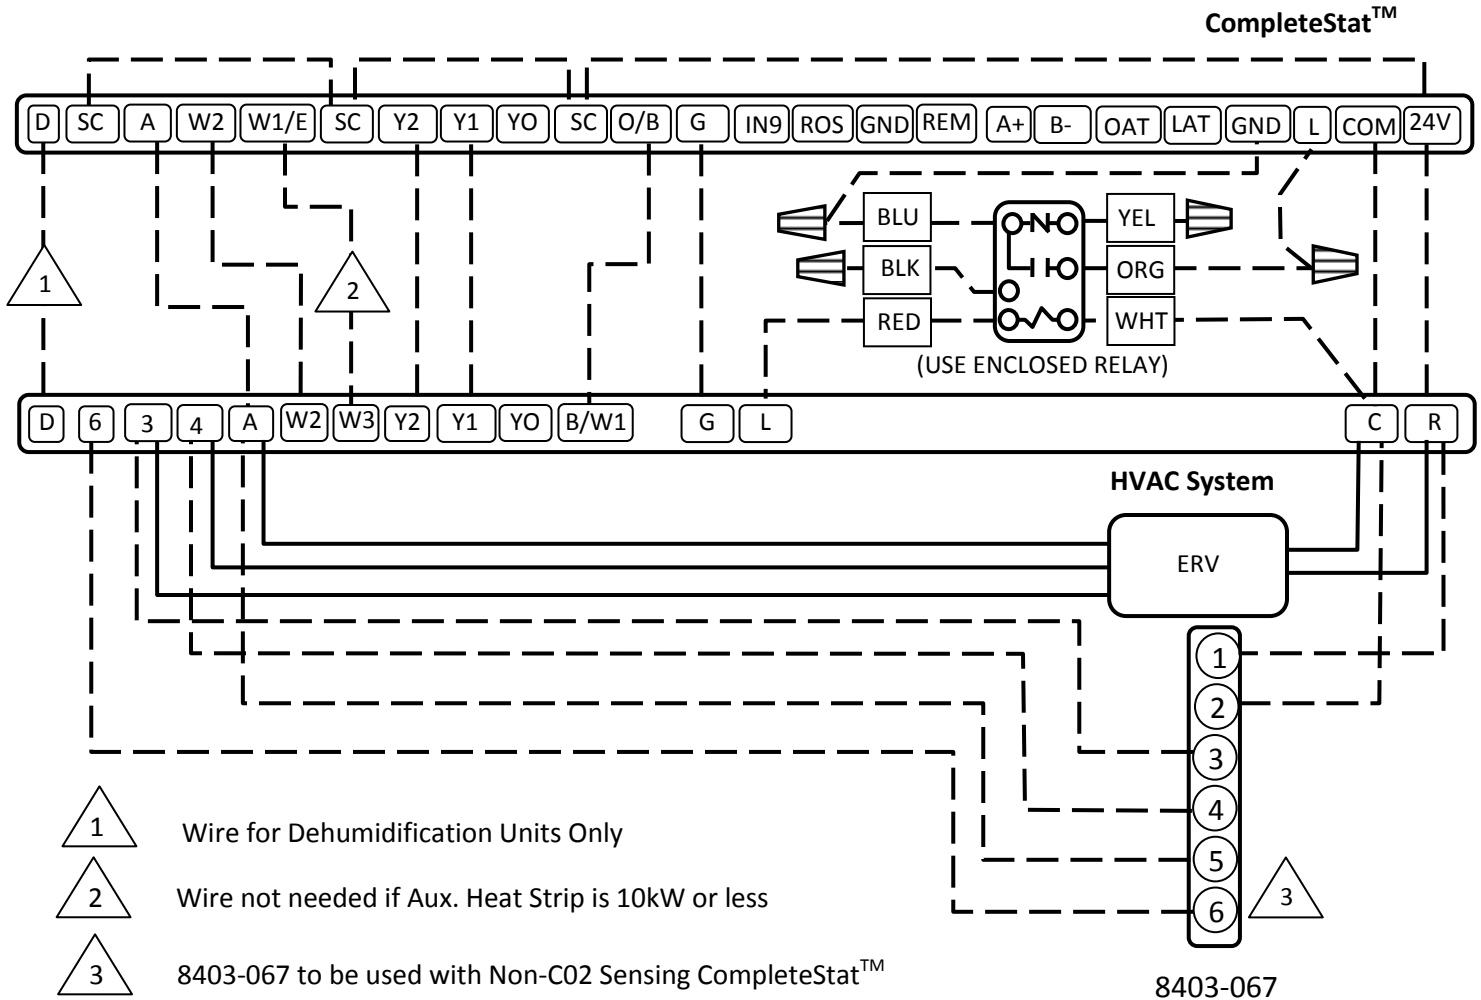 CompleteStat™
D SC A W2 W1/E SC Y2 Y1 YO SC O/B G IN9 ROS GND REM A+ B- OAT LAT GND L COM 24V
BLU YEL
BLK ORG
RED WHT
(USE ENCLOSED RELAY)
1
2
D 6 3 4 A W2 W3 Y2 Y1 YO B/W1 G L C R
HVAC System
ERV
1
2
3
4
5
6
3
1 Wire for Dehumidification Units Only
2 Wire not needed if Aux. Heat Strip is 10kW or less
3 8403-067 to be used with Non-C02 Sensing CompleteStat™
8403-067